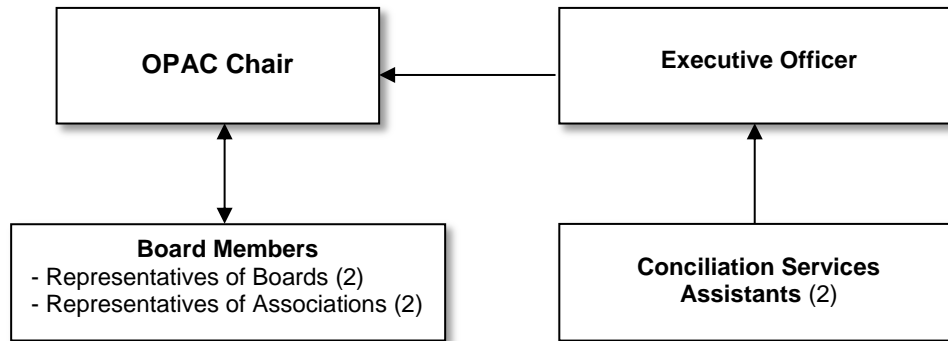 OPAC Chair
Executive Officer
Board Members
- Representatives of Boards (2)
- Representatives of Associations (2)
Conciliation Services
Assistants (2)